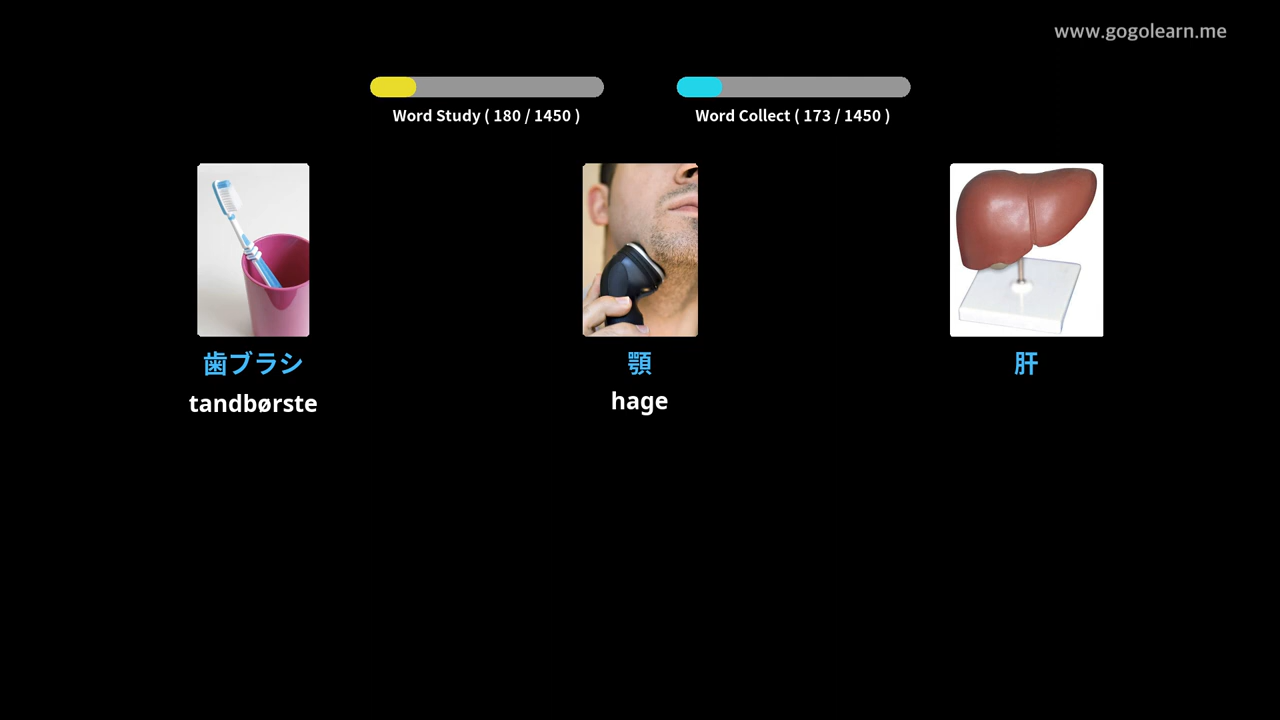 www.gogolearn.me
Word Study ( 180 / 1450 )
Word Collect ( 173 / 1450 )
歯ブラシ
顎
肝
tandbørste
hage